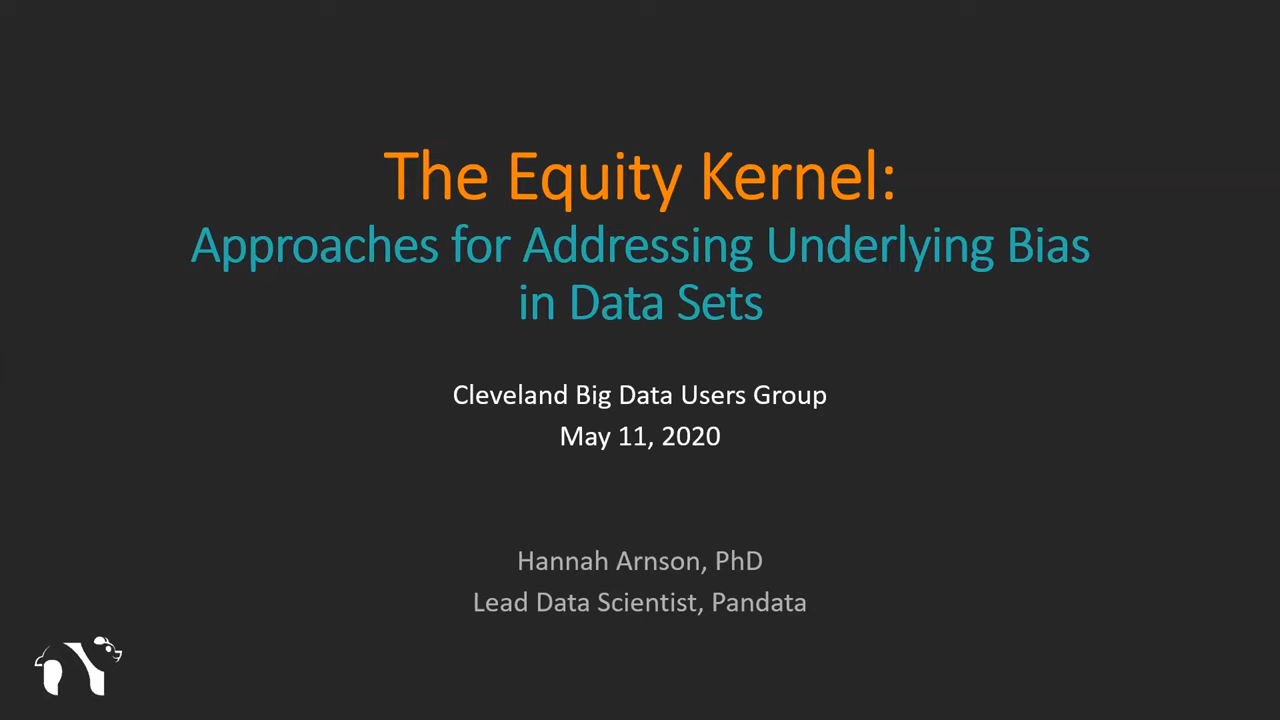 The Equity Kernel:
Approaches for Addressing Underlying Bias
in Data Sets
Cleveland Big Data Users Group
May 11, 2020
Hannah Arnson, PhD
Lead Data Scientist, Pandata